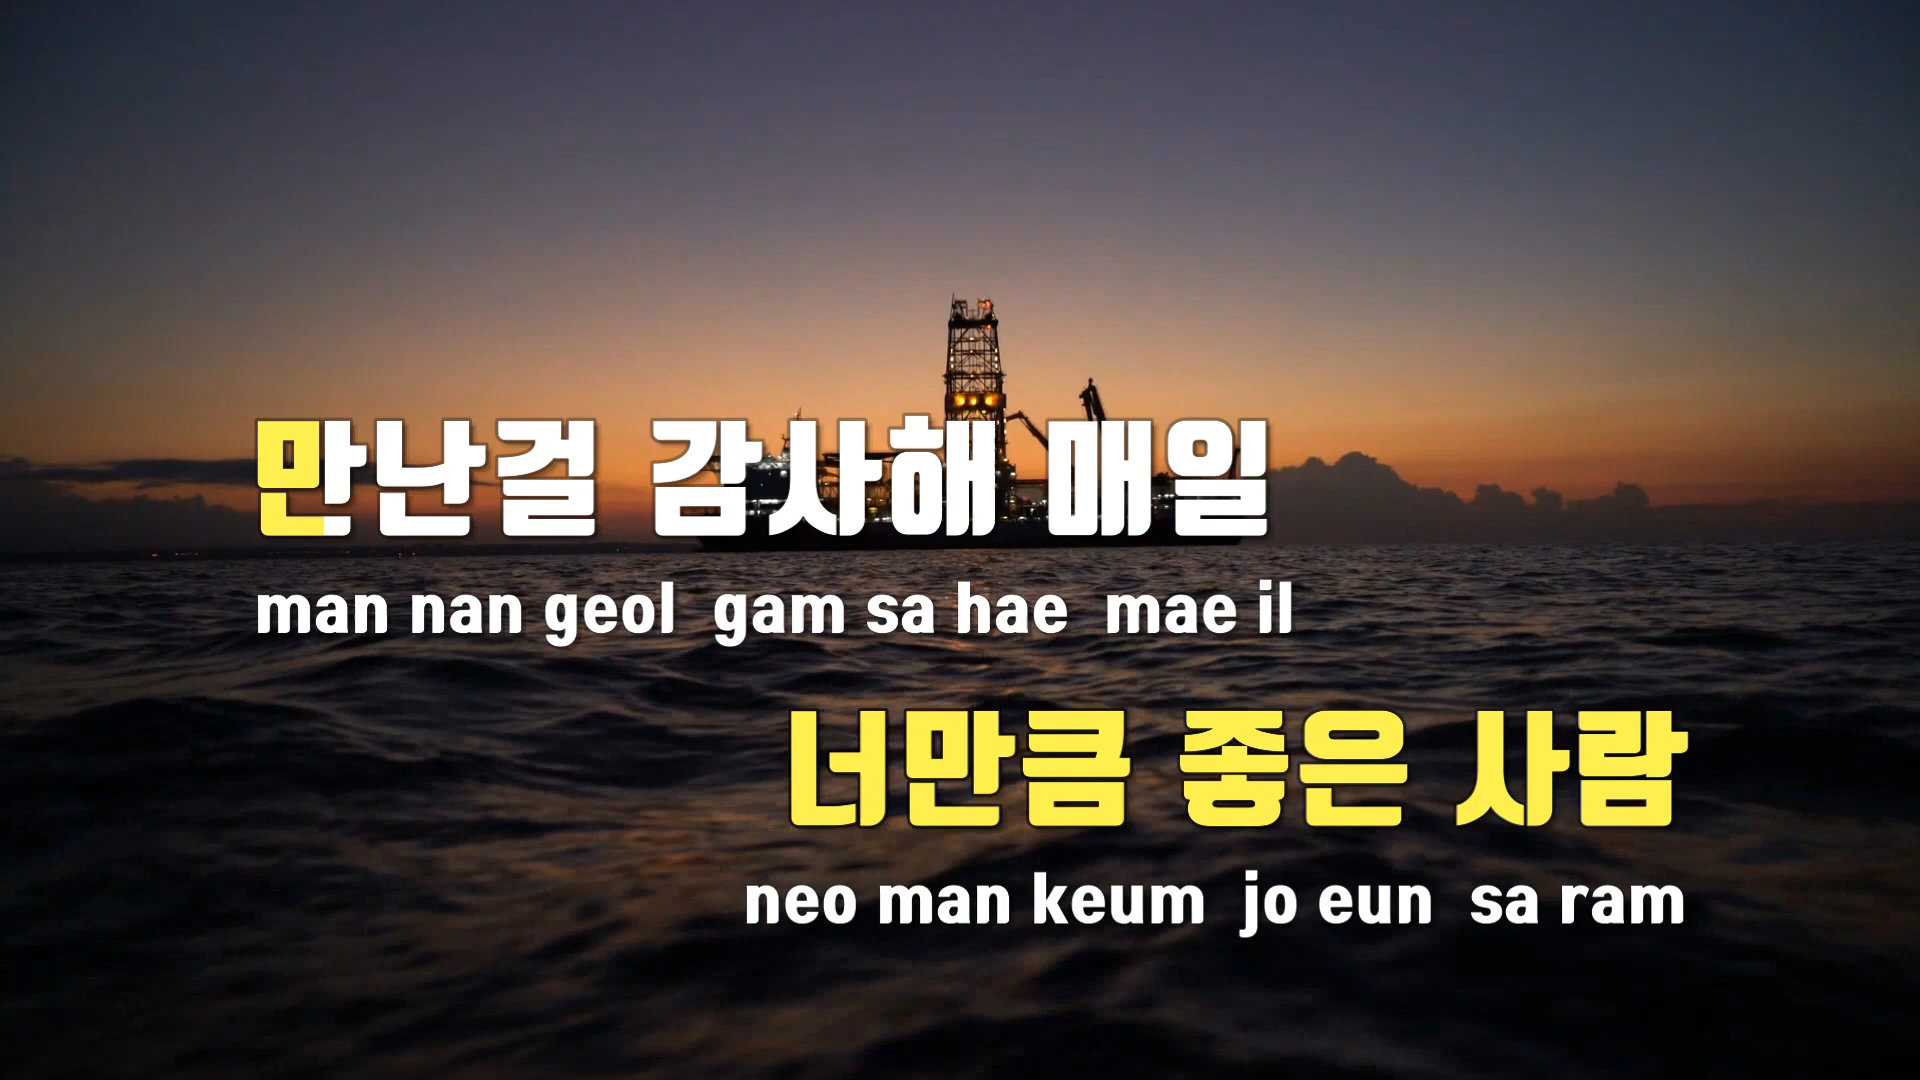 만난걸 감사해 매일
man nan geol gam sa hae mae il
너만큼 좋은 사람
neo man keum jo eun sa ram